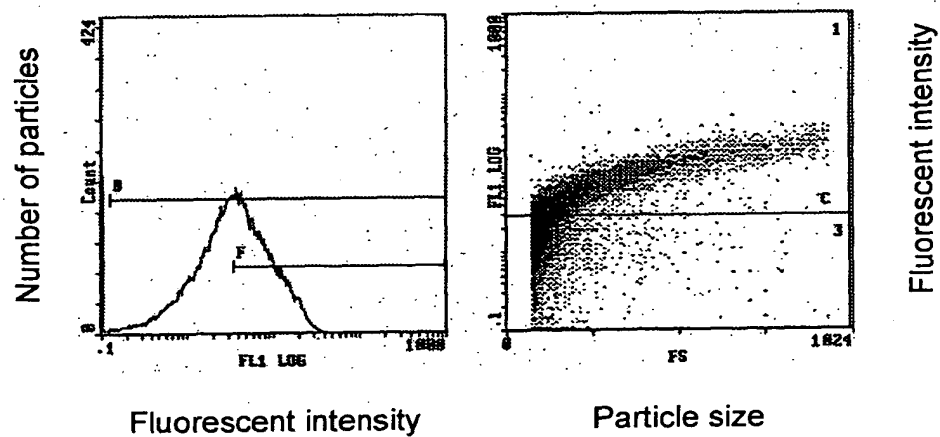 Number of particles
424
Count
0
B
F
.1
1000
FL1 LOG
Fluorescent intensity
1000
FL1 LOG
.1
1
C
3
0
1024
FS
Particle size
Fluorescent intensity